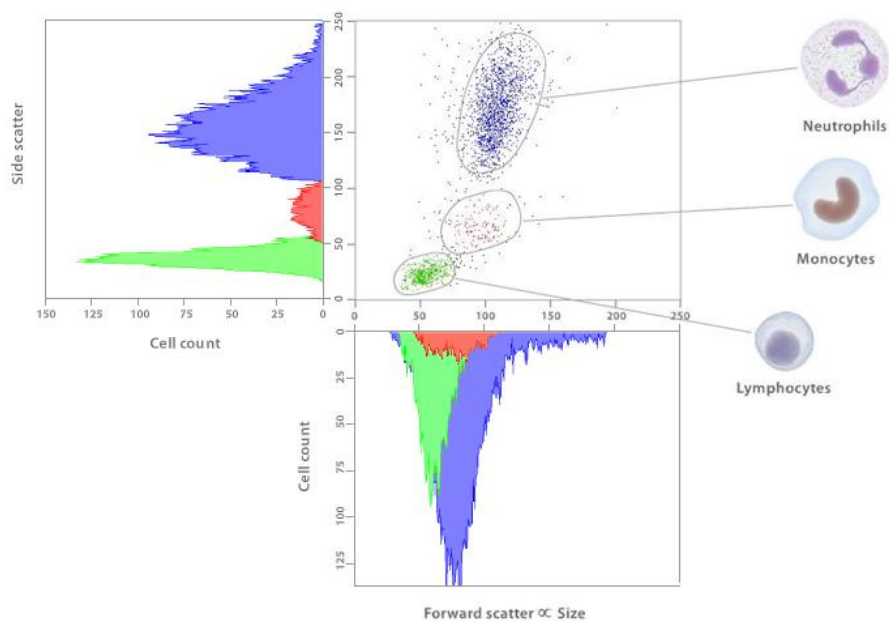 Side scatter
250
200
150
100
50
0
150 125 100 75 50 25 0
Cell count
0 50 100 150 200 250
Neutrophils
Monocytes
Lymphocytes
Cell count
0
25
50
75
100
125
Forward scatter ∝ Size